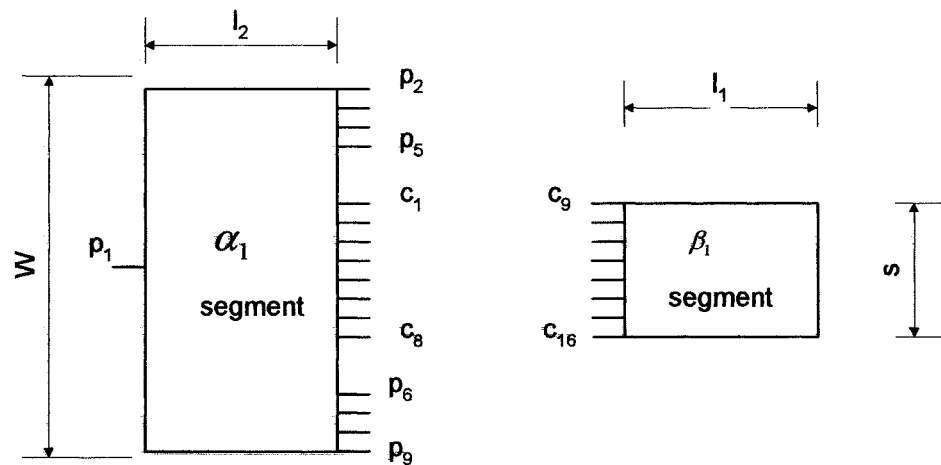 l₂
p₂
p₅
c₁
α₁
segment
p₁
W
c₈
p₆
p₉
l₁
c₉
β₁
segment
c₁₆
s